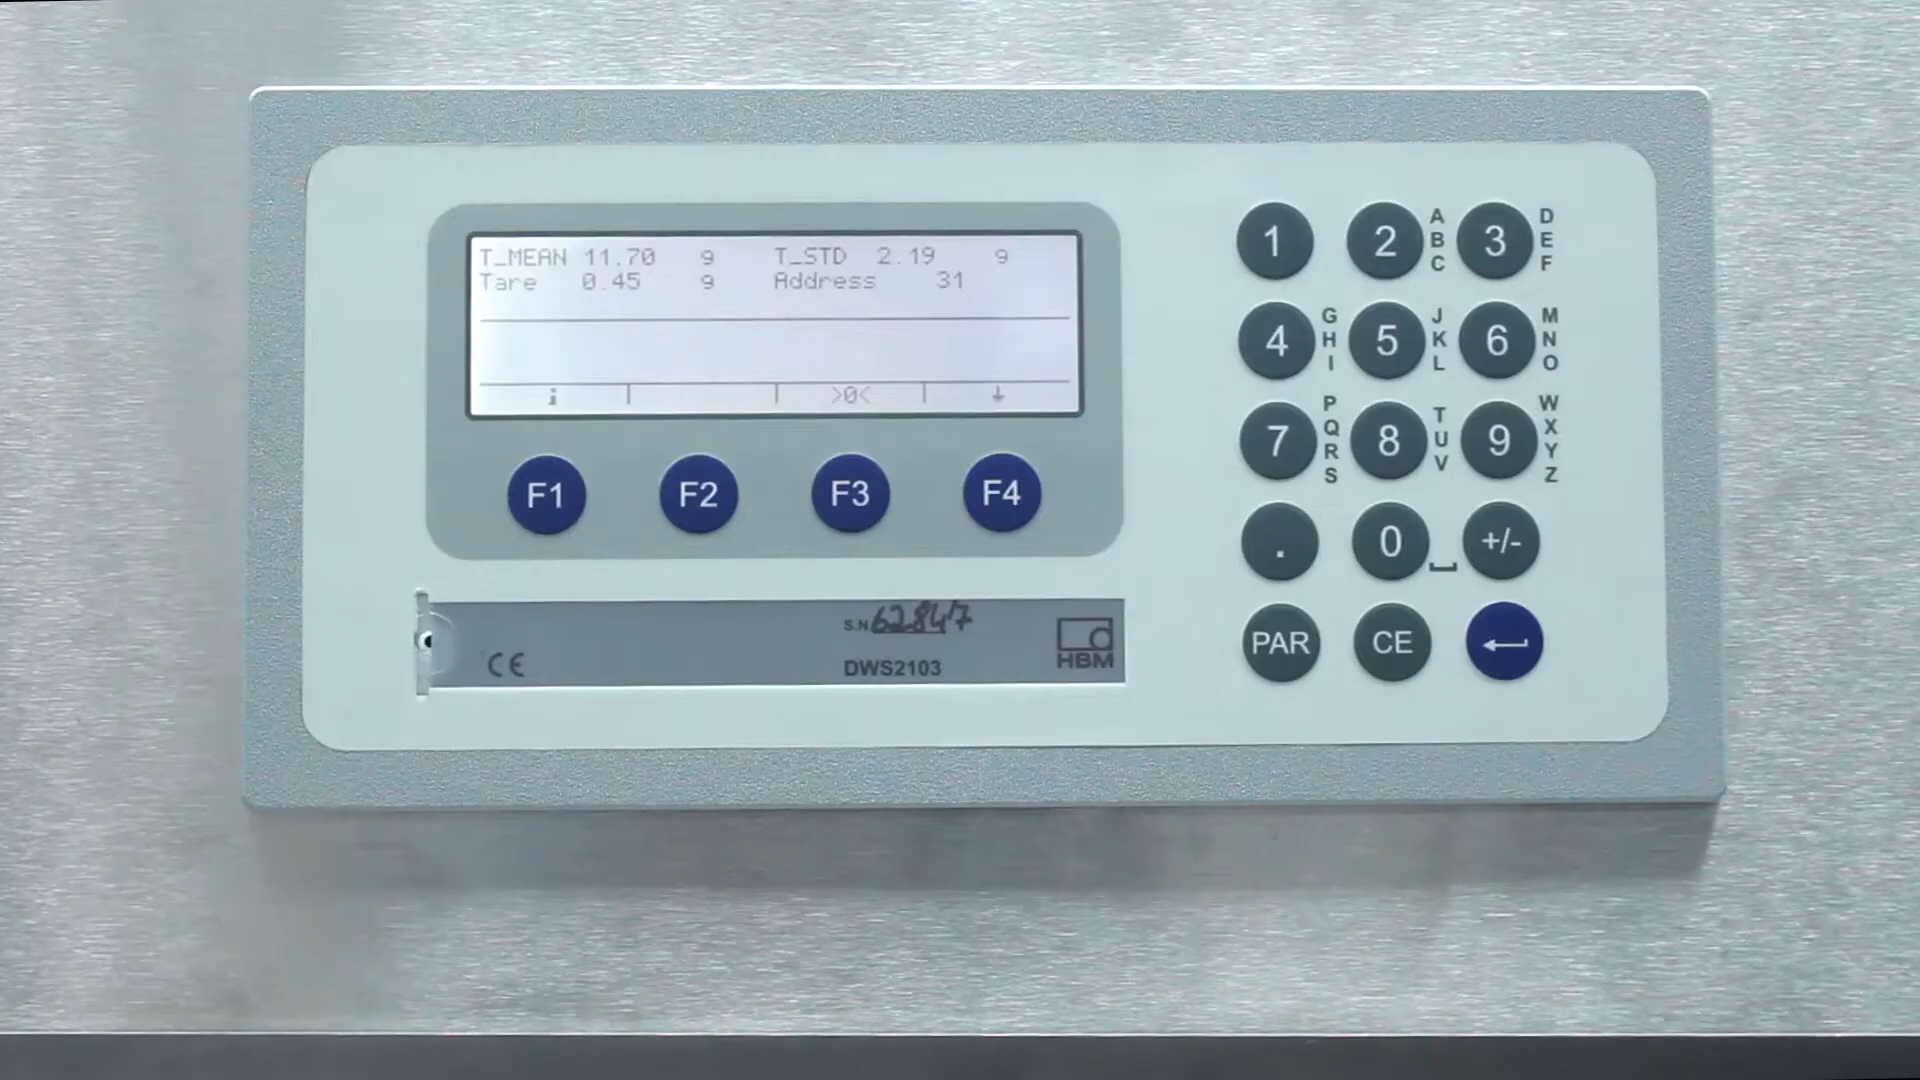 T_MEAN 11.70 g T_STD 2.19 g
Tare 0.45 g Address 31
i >0< ↓
F1 F2 F3 F4
1 2 ABC 3 DEF
4 GHI 5 JKL 6 MNO
7 PQRS 8 TUV 9 WXYZ
. 0 +/-
PAR CE
S.N. 62847
CE DWS2103 HBM